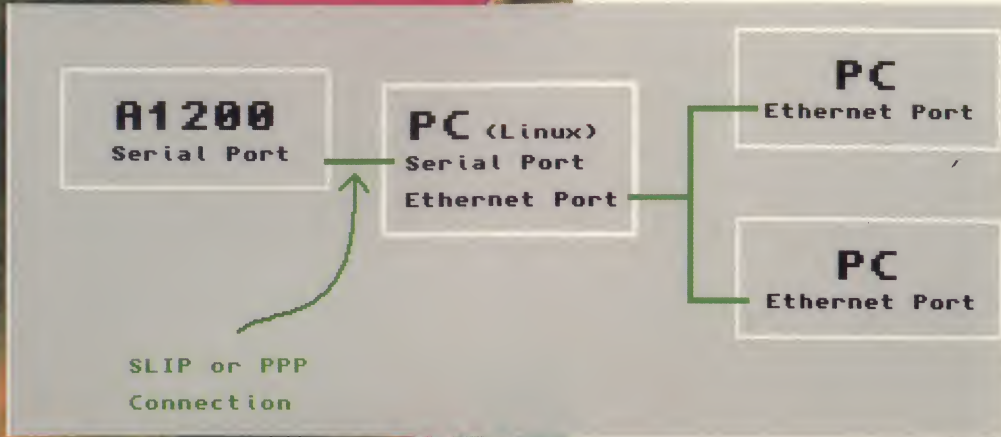 A1200
Serial Port
PC (Linux)
Serial Port
Ethernet Port
PC
Ethernet Port
PC
Ethernet Port
SLIP or PPP
Connection